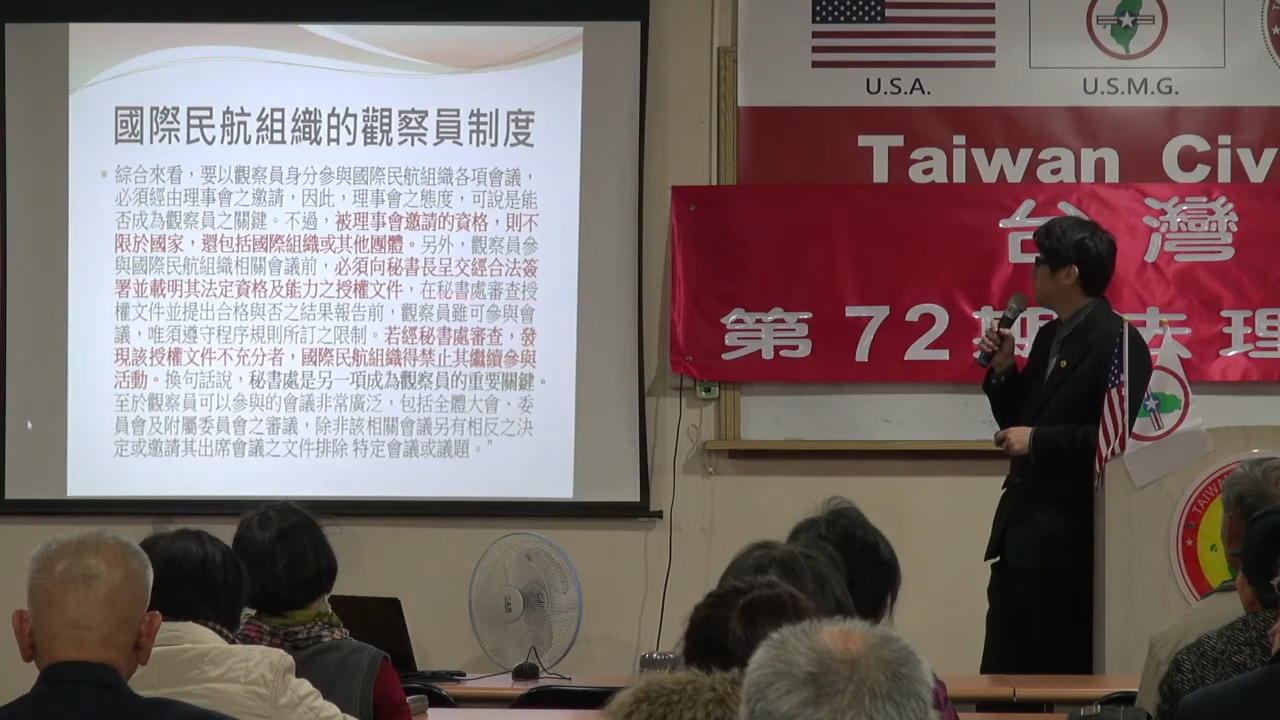 國際民航組織的觀察員制度
• 綜合來看，要以觀察員身分參與國際民航組織各項會議，
必須經由理事會之邀請，因此，理事會之態度，可說是能
否成為觀察員之關鍵。不過，被理事會邀請的資格，則不
限於國家，還包括國際組織或其他團體。另外，觀察員參
與國際民航組織相關會議前，必須向秘書長呈交經合法簽
署並載明其法定資格及能力之授權文件，在秘書處審查授
權文件並提出合格與否之結果報告前，觀察員雖可參與會
議，唯須遵守程序規則所訂之限制。若經秘書處審查，發
現該授權文件不充分者，國際民航組織得禁止其繼續參與
活動。換句話說，秘書處是另一項成為觀察員的重要關鍵。
至於觀察員可以參與的會議非常廣泛，包括全體大會、委
員會及附屬委員會之審議，除非該相關會議另有相反之決
定或邀請其出席會議之文件排除 特定會議或議題。"
U.S.A.
U.S.M.G.
Taiwan Civ
台灣
第72期法理
TAIWAN